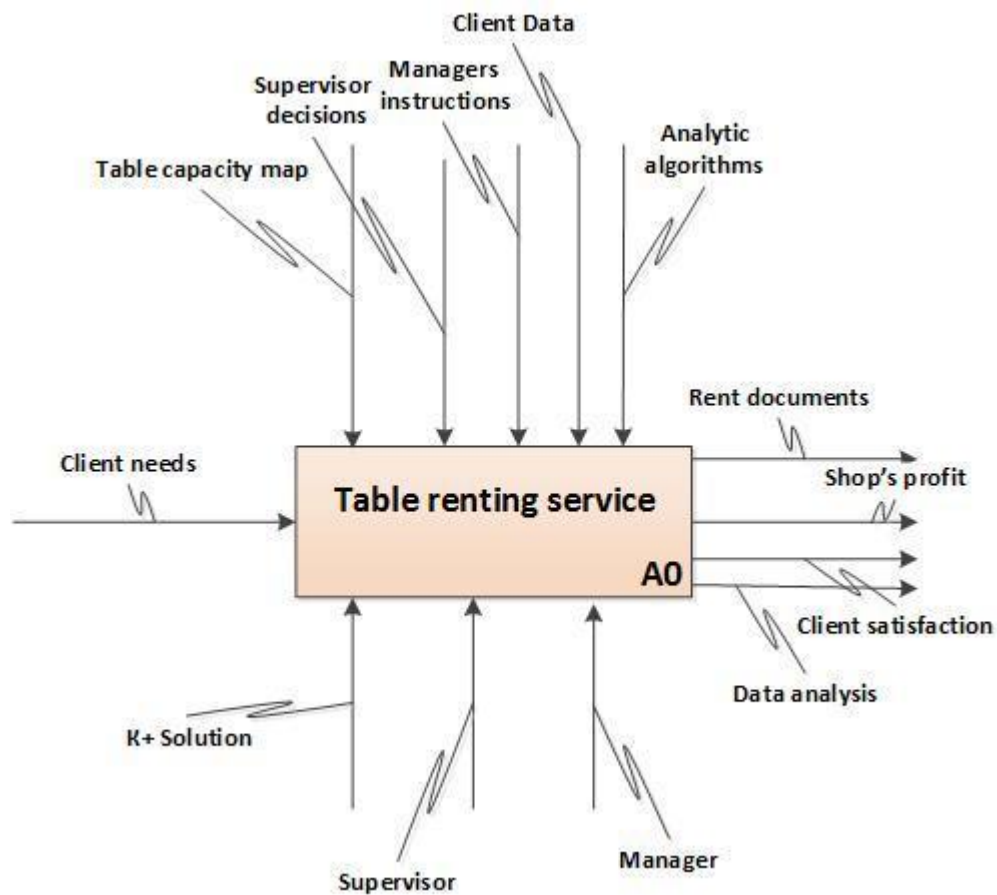 Client Data
Managers
instructions
Supervisor
decisions
Analytic
algorithms
Table capacity map
Rent documents
Client needs
Shop's profit
Table renting service
A0
Client satisfaction
Data analysis
K+ Solution
Manager
Supervisor